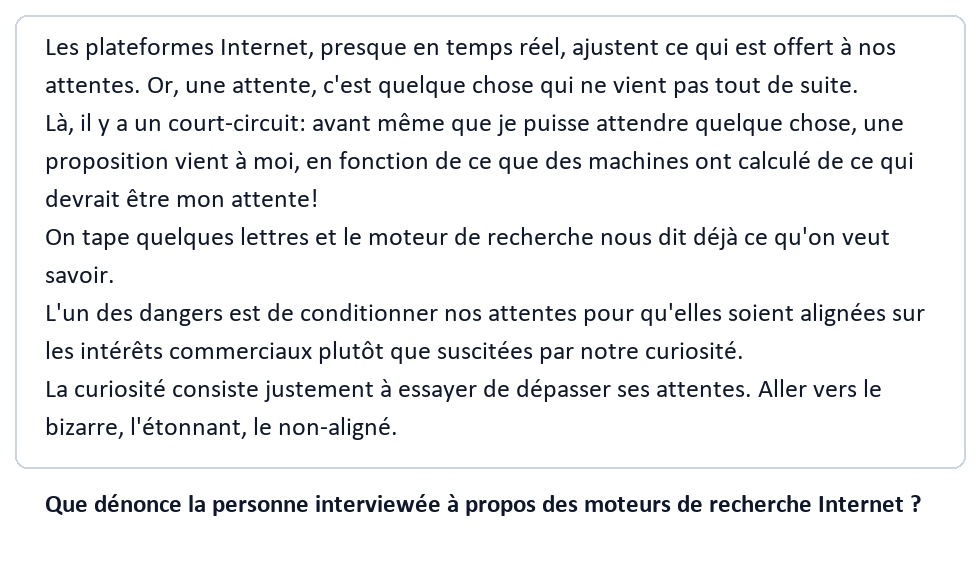 Les plateformes Internet, presque en temps réel, ajustent ce qui est offert à nos
attentes. Or, une attente, c'est quelque chose qui ne vient pas tout de suite.
Là, il y a un court-circuit: avant même que je puisse attendre quelque chose, une
proposition vient à moi, en fonction de ce que des machines ont calculé de ce qui
devrait être mon attente!
On tape quelques lettres et le moteur de recherche nous dit déjà ce qu'on veut
savoir.
L'un des dangers est de conditionner nos attentes pour qu'elles soient alignées sur
les intérêts commerciaux plutôt que suscitées par notre curiosité.
La curiosité consiste justement à essayer de dépasser ses attentes. Aller vers le
bizarre, l'étonnant, le non-aligné.
Que dénonce la personne interviewée à propos des moteurs de recherche Internet ?